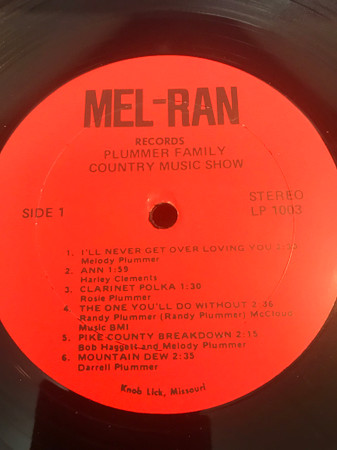 MEL-RAN
RECORDS
PLUMMER FAMILY
COUNTRY MUSIC SHOW
SIDE 1
STEREO
LP 1003
1. I'LL NEVER GET OVER LOVING YOU
Melody Plummer
2. ANN 1:59
Harley Clements
3. CLARINET POLKA 1:30
Rosie Plummer
4. THE ONE YOU'LL DO WITHOUT 2:36
Randy Plummer (Randy Plummer) McCloud
Music BMI
5. PIKE COUNTY BREAKDOWN 2:15
Bob Haggett and Melody Plummer
6. MOUNTAIN DEW 2:35
Darrell Plummer
Knob Lick, Missouri